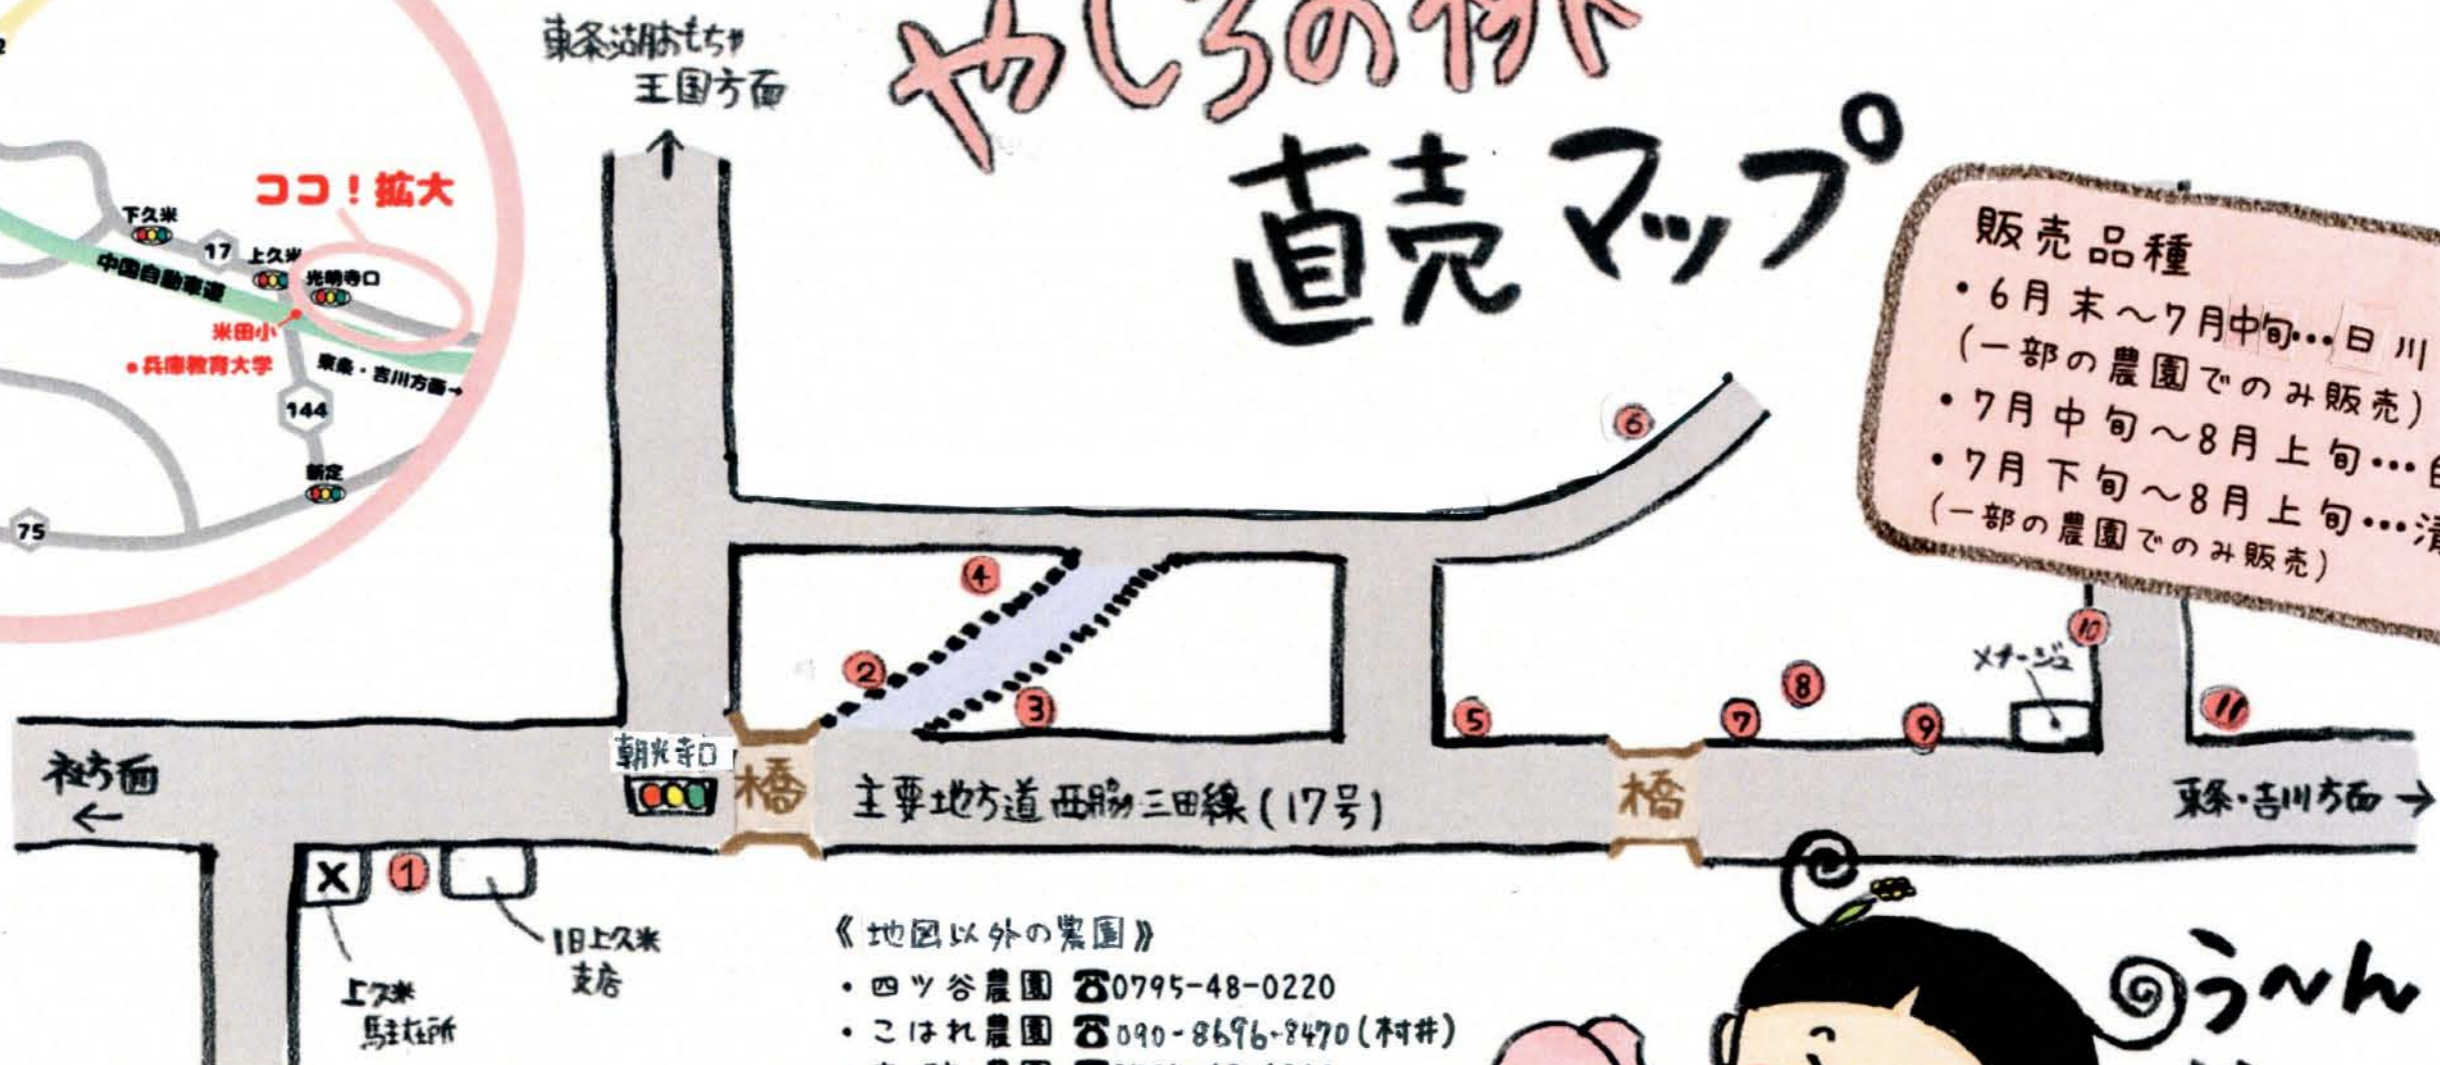 東条湖おもちゃ
王国方面
↑
やしろの桃
直売マップ
ココ！拡大
下久米
17
上久米
光明寺口
中国自動車道
米田小
兵庫教育大学
東条・吉川方面→
144
新定
75
販売品種
・6月末～7月中旬…日川
(一部の農園でのみ販売)
・7月中旬～8月上旬…
・7月下旬～8月上旬…清
(一部の農園でのみ販売)
⑥
④
②
③
⑤
⑦
⑧
⑨
⑩
⑪
メナージュ
社方面
←
朝光寺口
橋
主要地方道 西脇三田線(17号)
橋
東条・吉川方面→
X
①
旧上久米
支店
上久米
駐在所
《地図以外の農園》
・四ツ谷農園 ☎0795-48-0220
・こはれ農園 ☎090-8696-8470(村井)
う～ん